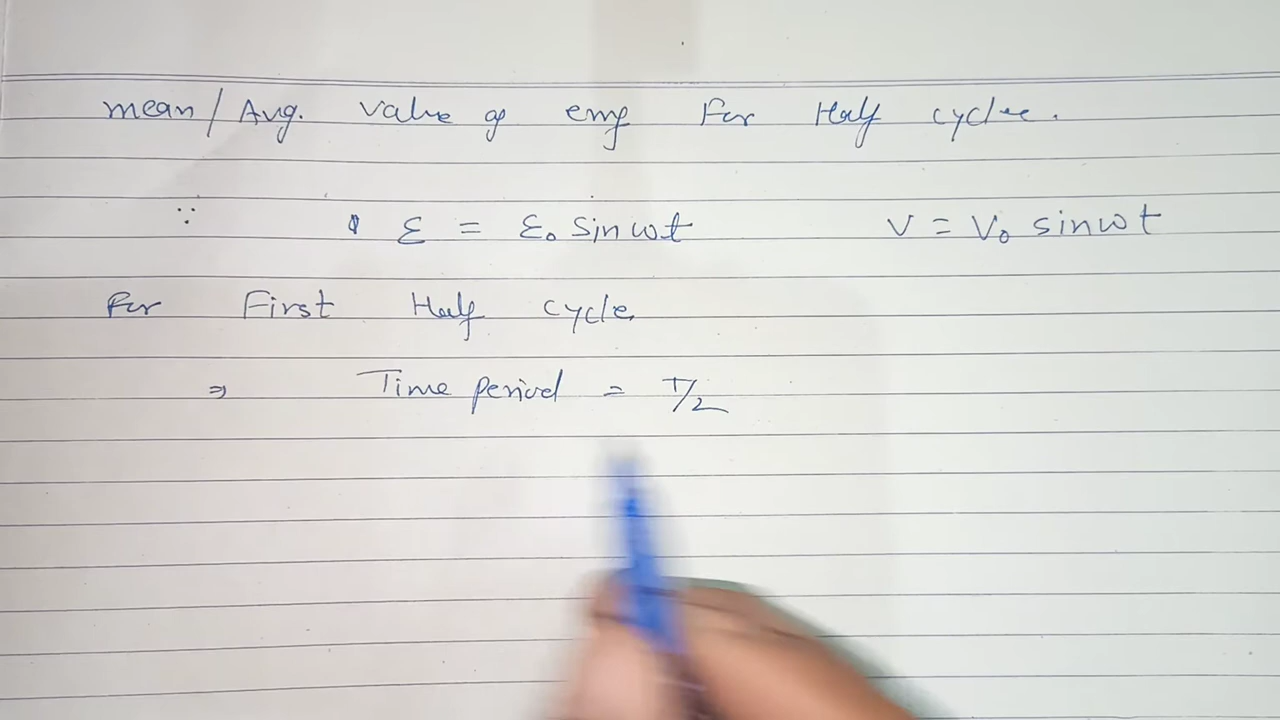 mean / Avg. value of emf For Half cycle.
∵ ε = ε₀ sin ωt V = V₀ sin ωt
For First Half cycle,
⇒ Time period = T/2